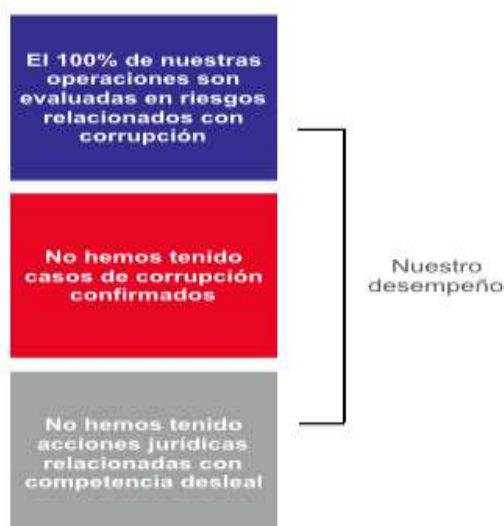 El 100% de nuestras
operaciones son
evaluadas en riesgos
relacionados con
corrupción
No hemos tenido
casos de corrupción
confirmados
No hemos tenido
acciones jurídicas
relacionadas con
competencia desleal
Nuestro
desempeño